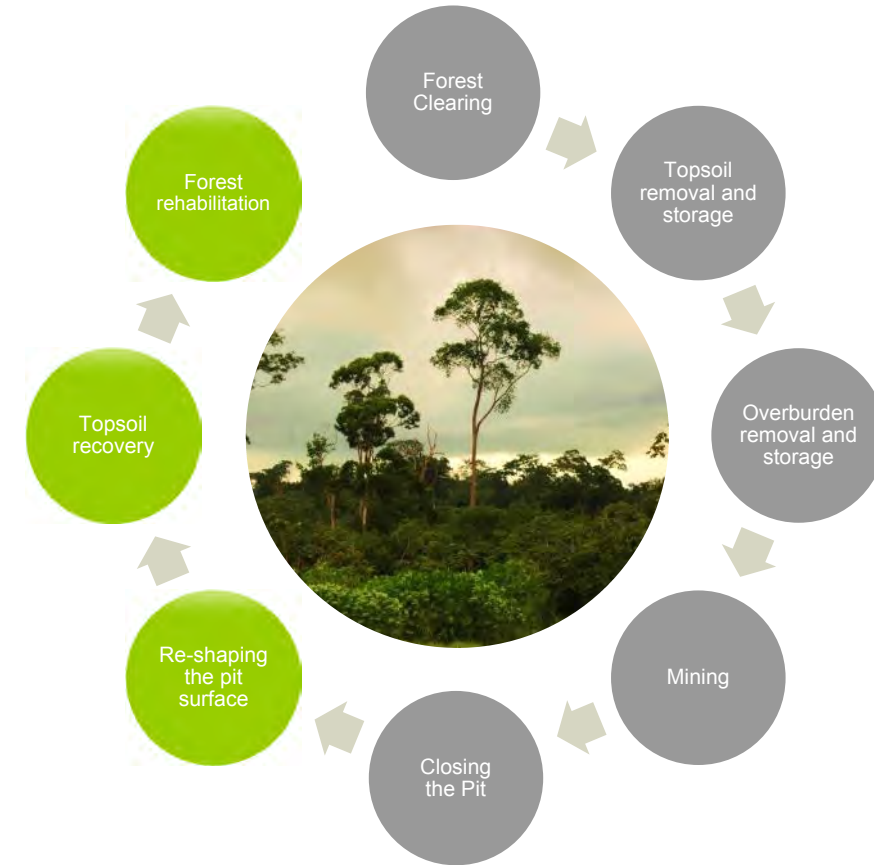 Forest
Clearing
Topsoil
removal and
storage
Overburden
removal and
storage
Mining
Closing
the Pit
Re-shaping
the pit
surface
Topsoil
recovery
Forest
rehabilitation